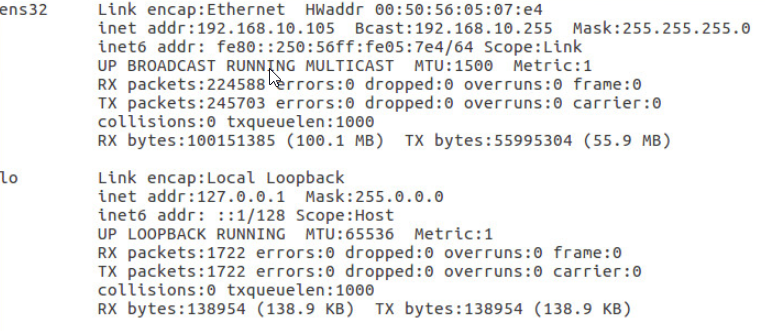 ens32 Link encap:Ethernet HWaddr 00:50:56:05:07:e4
inet addr:192.168.10.105 Bcast:192.168.10.255 Mask:255.255.255.0
inet6 addr: fe80::250:56ff:fe05:7e4/64 Scope:Link
UP BROADCAST RUNNING MULTICAST MTU:1500 Metric:1
RX packets:224588 errors:0 dropped:0 overruns:0 frame:0
TX packets:245703 errors:0 dropped:0 overruns:0 carrier:0
collisions:0 txqueuelen:1000
RX bytes:100151385 (100.1 MB) TX bytes:55995304 (55.9 MB)
lo Link encap:Local Loopback
inet addr:127.0.0.1 Mask:255.0.0.0
inet6 addr: ::1/128 Scope:Host
UP LOOPBACK RUNNING MTU:65536 Metric:1
RX packets:1722 errors:0 dropped:0 overruns:0 frame:0
TX packets:1722 errors:0 dropped:0 overruns:0 carrier:0
collisions:0 txqueuelen:1000
RX bytes:138954 (138.9 KB) TX bytes:138954 (138.9 KB)